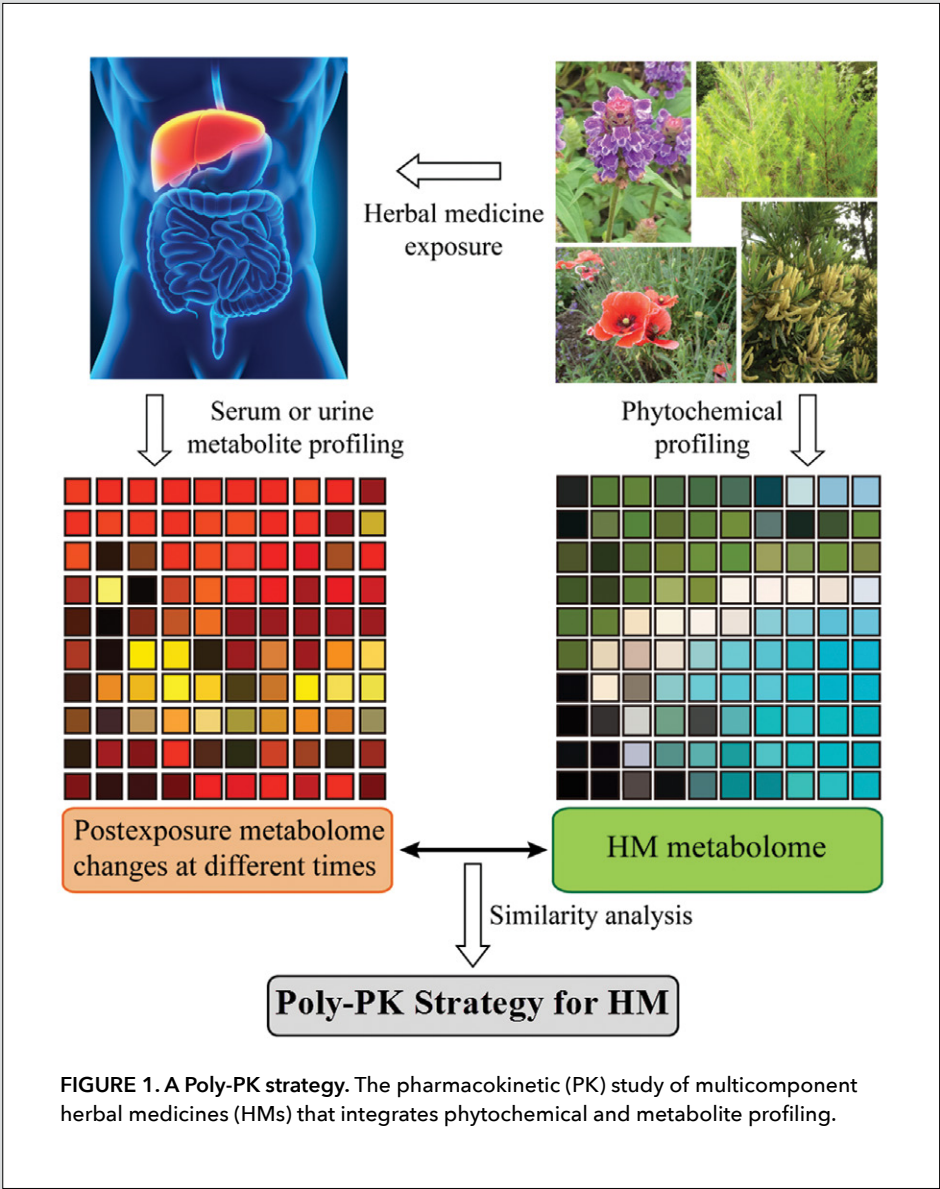 Herbal medicine
exposure
Serum or urine
metabolite profiling
Phytochemical
profiling
Postexposure metabolome
changes at different times
HM metabolome
Similarity analysis
Poly-PK Strategy for HM
FIGURE 1. A Poly-PK strategy. The pharmacokinetic (PK) study of multicomponent
herbal medicines (HMs) that integrates phytochemical and metabolite profiling.